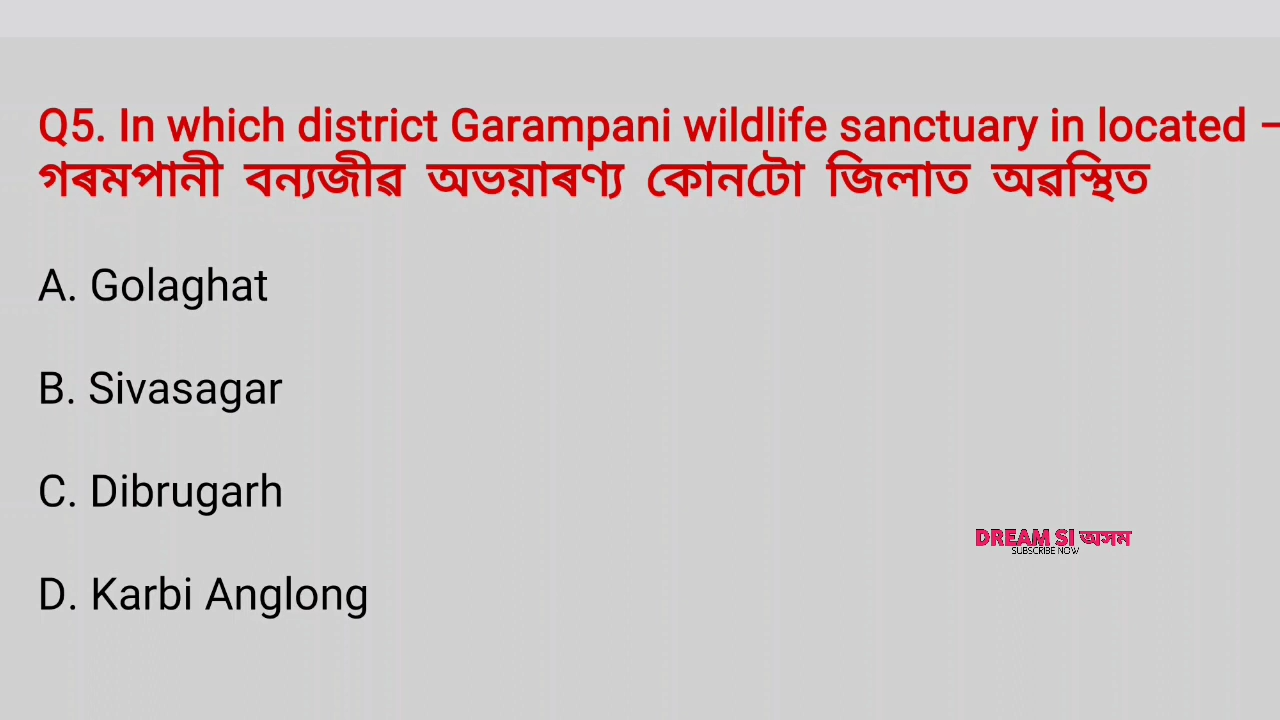 Q5. In which district Garampani wildlife sanctuary in located –
গৰমপানী বন্যজীৱ অভয়াৰণ্য কোনটো জিলাত অৱস্থিত
A. Golaghat
B. Sivasagar
C. Dibrugarh
DREAM SI অসম
SUBSCRIBE NOW
D. Karbi Anglong